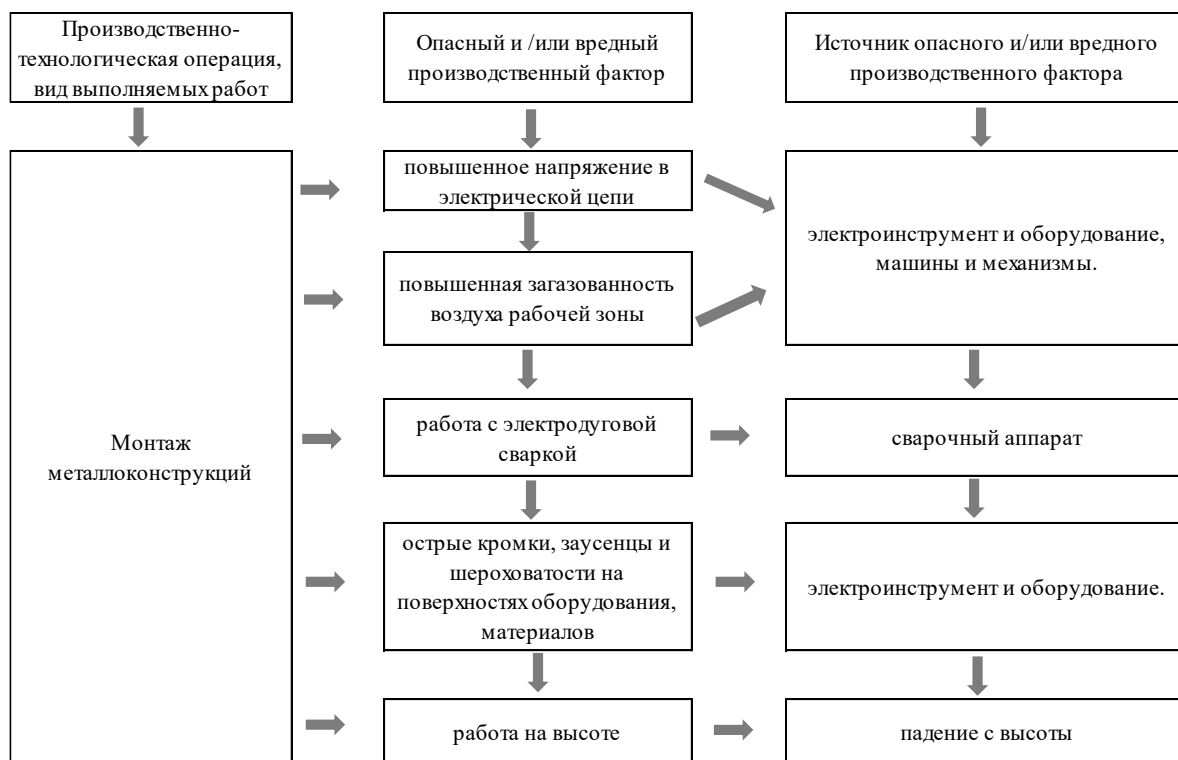 Производственно-
технологическая операция,
вид выполняемых работ
Опасный и /или вредный
производственный фактор
Источник опасного и/или вредного
производственного фактора
Монтаж
металлоконструкций
повышенное напряжение в
электрической цепи
электроинструмент и оборудование,
машины и механизмы.
повышенная загазованность
воздуха рабочей зоны
работа с электродуговой
сваркой
сварочный аппарат
острые кромки, заусенцы и
шероховатости на
поверхностях оборудования,
материалов
электроинструмент и оборудование.
работа на высоте
падение с высоты